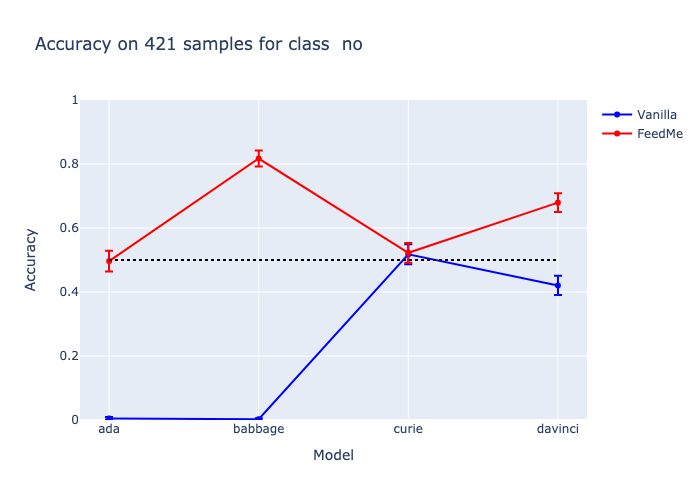 Accuracy on 421 samples for class  no
Vanilla
FeedMe
1
0.8
0.6
0.4
0.2
0
Accuracy
ada
babbage
curie
davinci
Model